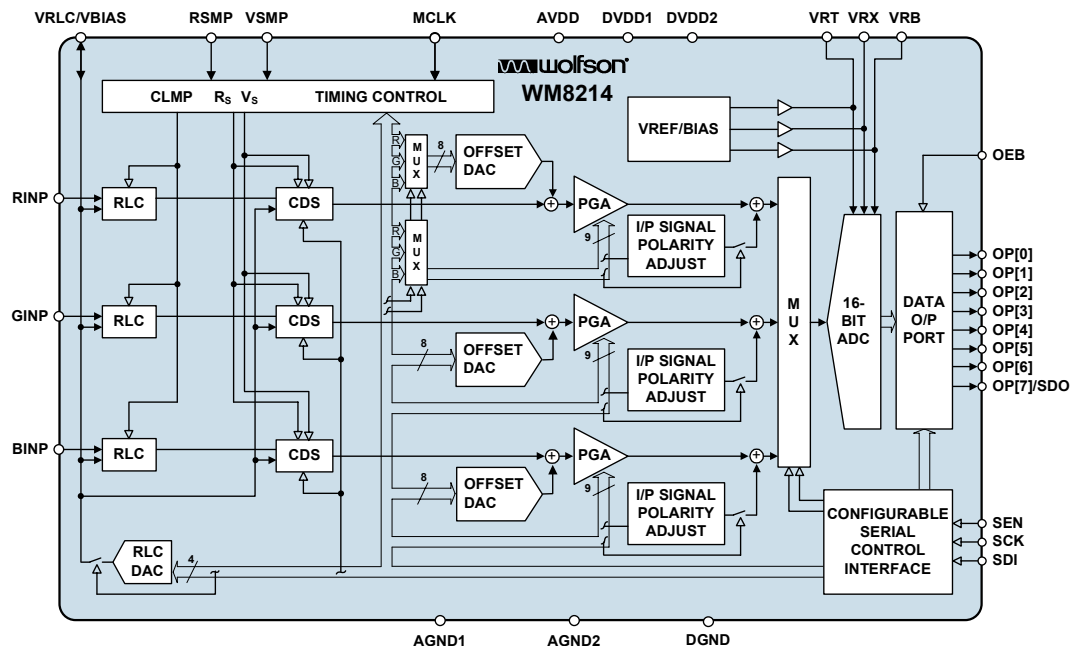 VRLC/VBIAS RSMP VSMP MCLK AVDD DVDD1 DVDD2 VRT VRX VRB
wolfson
WM8214
CLMP RS VS TIMING CONTROL
VREF/BIAS
OEB
R
G
B
MUX
8
OFFSET
DAC
RINP
RLC
CDS
PGA
9
I/P SIGNAL
POLARITY
ADJUST
R
G
B
MUX
GINP
RLC
CDS
8
OFFSET
DAC
PGA
9
I/P SIGNAL
POLARITY
ADJUST
BINP
RLC
CDS
8
OFFSET
DAC
PGA
9
I/P SIGNAL
POLARITY
ADJUST
MUX
16-
BIT
ADC
DATA
O/P
PORT
OP[0]
OP[1]
OP[2]
OP[3]
OP[4]
OP[5]
OP[6]
OP[7]/SDO
RLC
DAC
4
CONFIGURABLE
SERIAL
CONTROL
INTERFACE
SEN
SCK
SDI
AGND1 AGND2 DGND